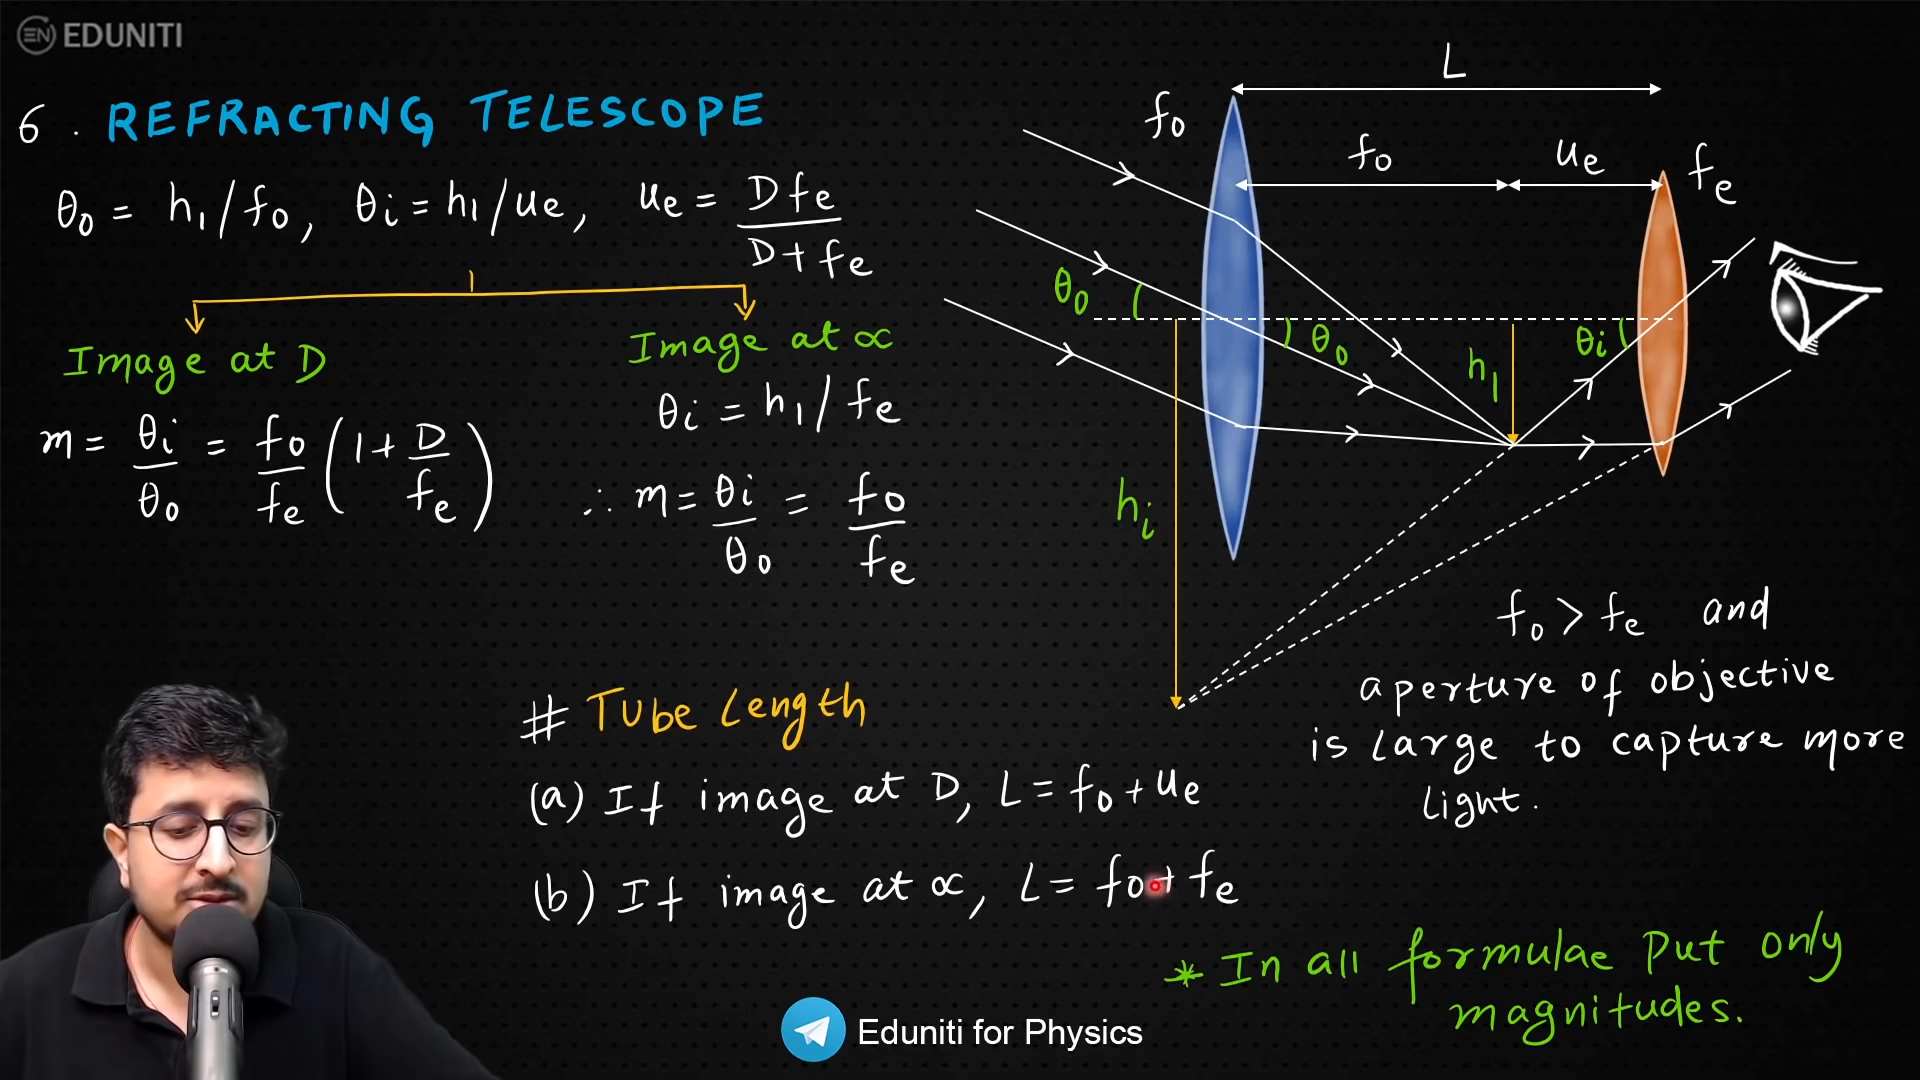 EN EDUNITI
6. REFRACTING TELESCOPE
θ₀ = h₁/f₀, θi = h₁/ue, ue = Dfe/(D+fe)
Image at D
m = θi/θ₀ = f₀/fe (1 + D/fe)
Image at ∝
θi = h₁/fe
∴ m = θi/θ₀ = f₀/fe
# Tube Length
(a) If image at D, L = f₀ + ue
(b) If image at ∝, L = f₀ + fe
L
f₀
f₀
ue
fe
θ₀
θ₀
h₁
θi
hi
f₀ > fe and
aperture of objective
is large to capture more
light.
* In all formulae put only
magnitudes.
Eduniti for Physics